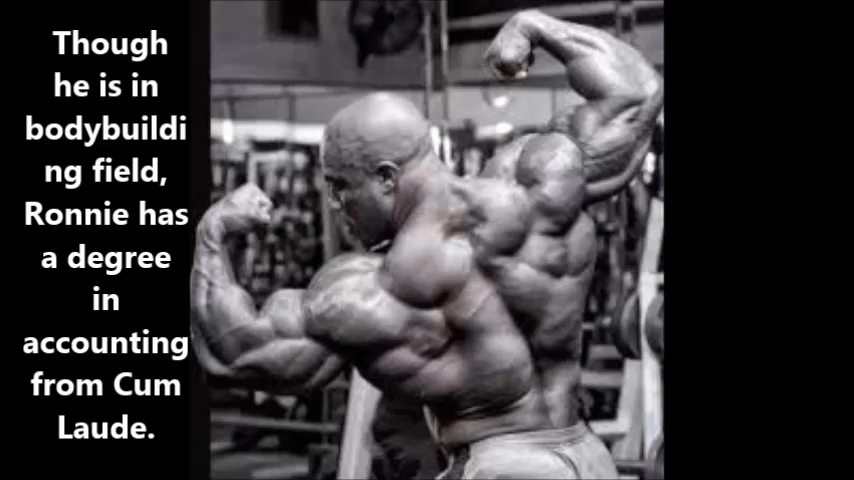 Though
he is in
bodybuildi
ng field,
Ronnie has
a degree
in
accounting
from Cum
Laude.